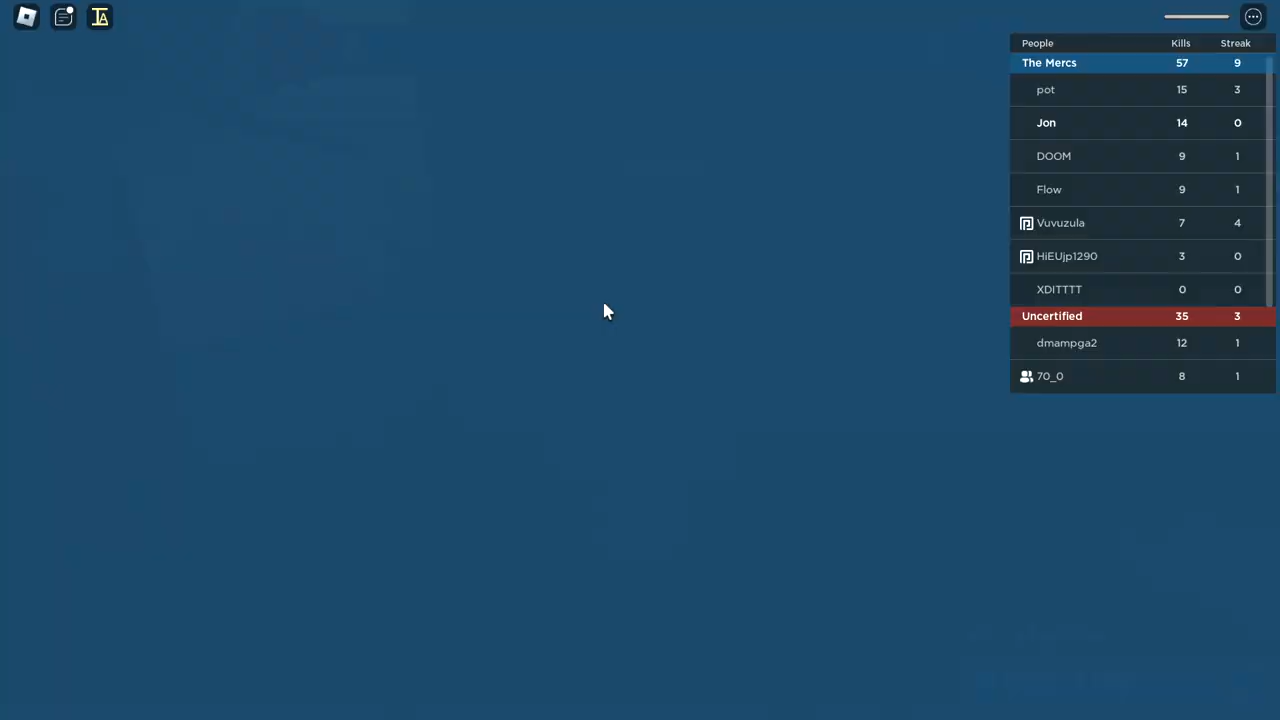 TA
People Kills Streak
The Mercs 57 9
pot 15 3
Jon 14 0
DOOM 9 1
Flow 9 1
Vuvuzula 7 4
HiEUjp1290 3 0
XDITTTT 0 0
Uncertified 35 3
dmampga2 12 1
70_0 8 1